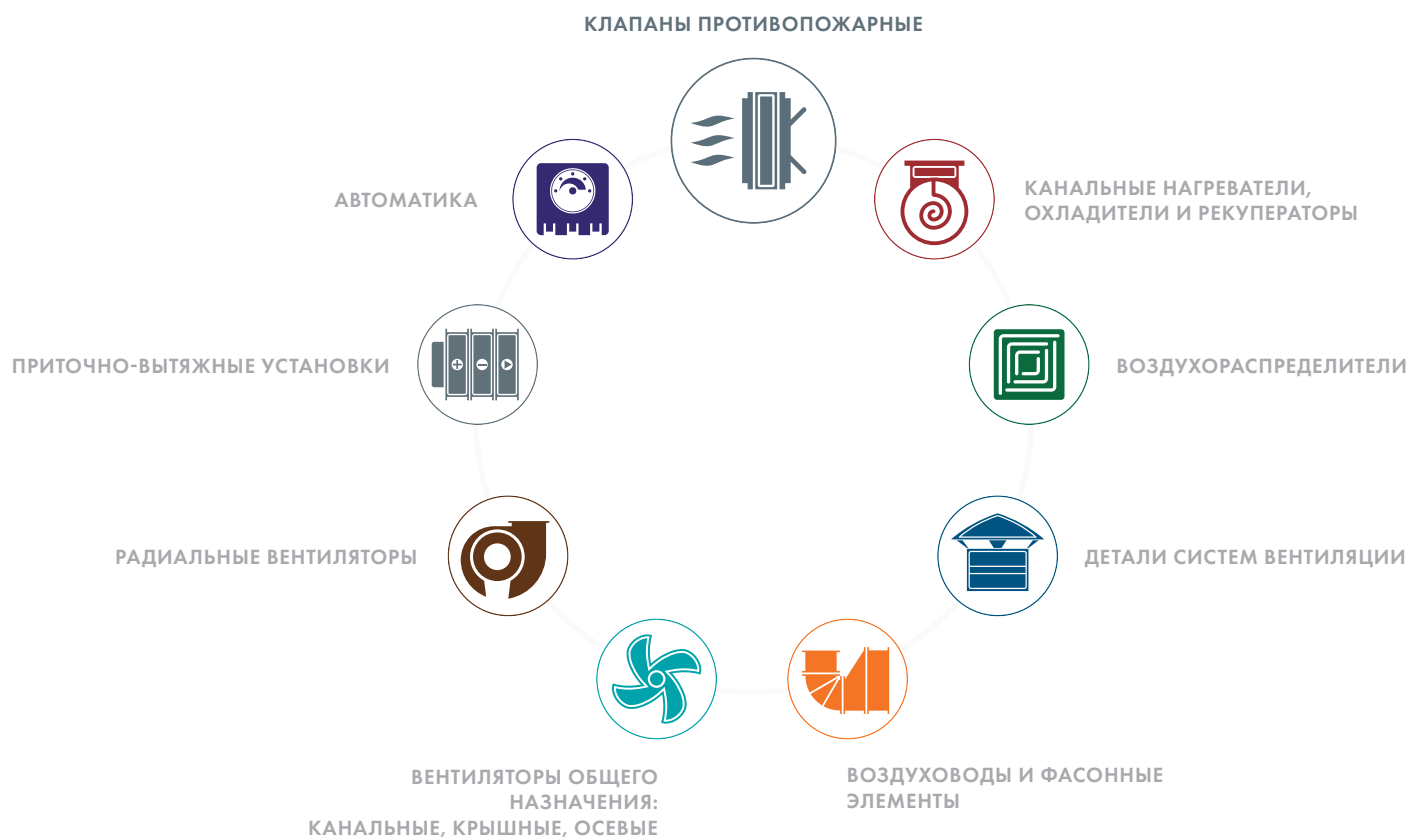 КЛАПАНЫ ПРОТИВОПОЖАРНЫЕ
АВТОМАТИКА
КАНАЛЬНЫЕ НАГРЕВАТЕЛИ,
ОХЛАДИТЕЛИ И РЕКУПЕРАТОРЫ
ПРИТОЧНО-ВЫТЯЖНЫЕ УСТАНОВКИ
ВОЗДУХОРАСПРЕДЕЛИТЕЛИ
РАДИАЛЬНЫЕ ВЕНТИЛЯТОРЫ
ДЕТАЛИ СИСТЕМ ВЕНТИЛЯЦИИ
ВЕНТИЛЯТОРЫ ОБЩЕГО
НАЗНАЧЕНИЯ:
КАНАЛЬНЫЕ, КРЫШНЫЕ, ОСЕВЫЕ
ВОЗДУХОВОДЫ И ФАСОННЫЕ
ЭЛЕМЕНТЫ